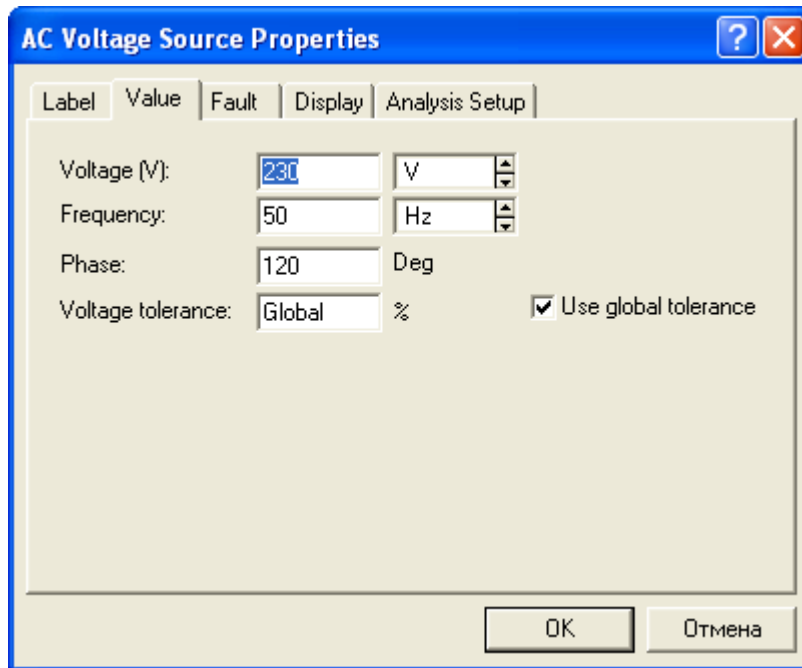 AC Voltage Source Properties
Label Value Fault Display Analysis Setup
Voltage (V): 230 V
Frequency: 50 Hz
Phase: 120 Deg
Voltage tolerance: Global % Use global tolerance
OK Отмена